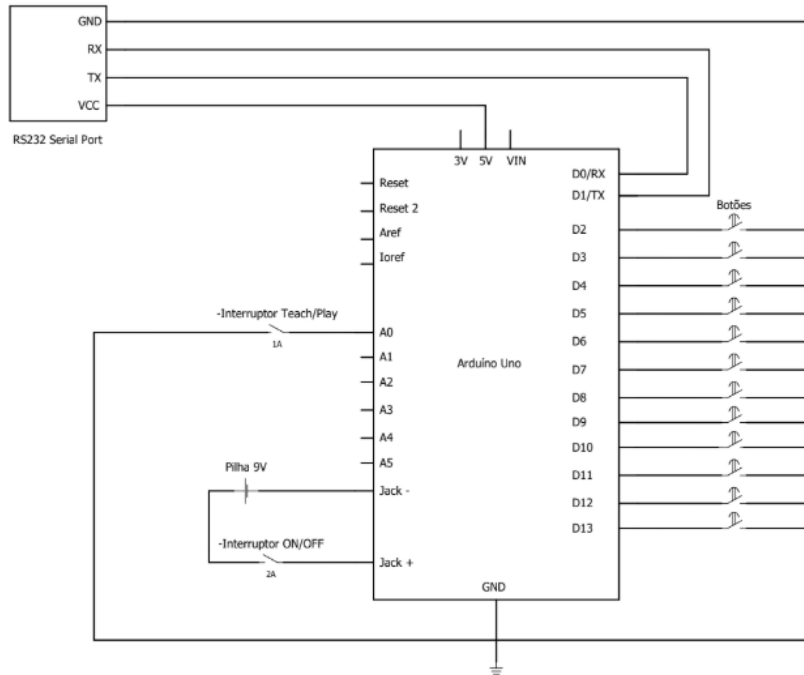 GND
RX
TX
VCC
RS232 Serial Port
3V 5V VIN
Reset
Reset 2
Aref
Ioref
-Interruptor Teach/Play
1A
A0
A1
A2
A3
A4
A5
Pilha 9V
Jack -
-Interruptor ON/OFF
2A
Jack +
Arduíno Uno
GND
D0/RX
D1/TX
D2
D3
D4
D5
D6
D7
D8
D9
D10
D11
D12
D13
Botões